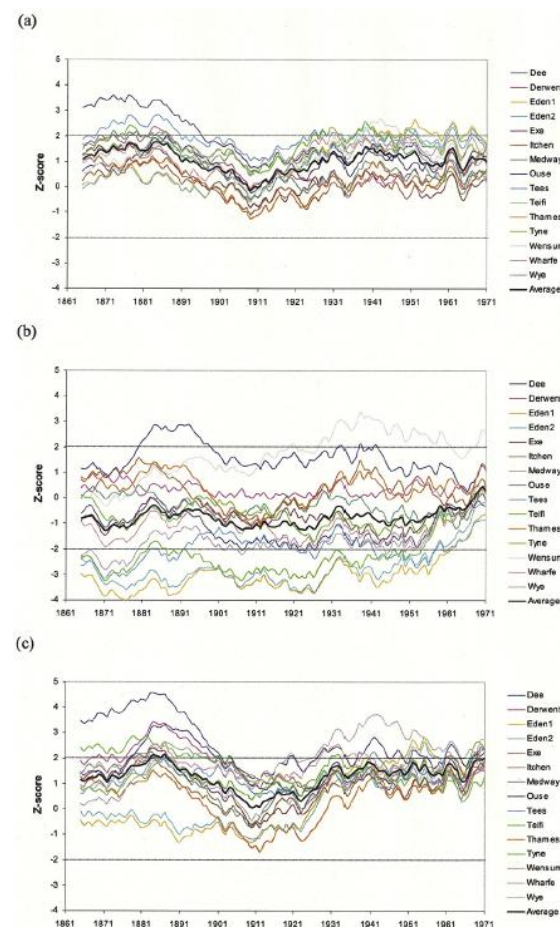 (a)
Z-score
5
4
3
2
1
0
-1
-2
-3
-4
1861 1871 1881 1891 1901 1911 1921 1931 1941 1951 1961 1971
Dee
Derwent
Eden1
Eden2
Exe
Itchen
Medway
Ouse
Tees
Teifi
Thames
Tyne
Wensum
Wharfe
Wye
Average
(b)
Z-score
5
4
3
2
1
0
-1
-2
-3
-4
1861 1871 1881 1891 1901 1911 1921 1931 1941 1951 1961 1971
Dee
Derwent
Eden1
Eden2
Exe
Itchen
Medway
Ouse
Tees
Teifi
Thames
Tyne
Wensum
Wharfe
Wye
Average
(c)
Z-score
5
4
3
2
1
0
-1
-2
-3
-4
1861 1871 1881 1891 1901 1911 1921 1931 1941 1951 1961 1971
Dee
Derwent
Eden1
Eden2
Exe
Itchen
Medway
Ouse
Tees
Teifi
Thames
Tyne
Wensum
Wharfe
Wye
Average